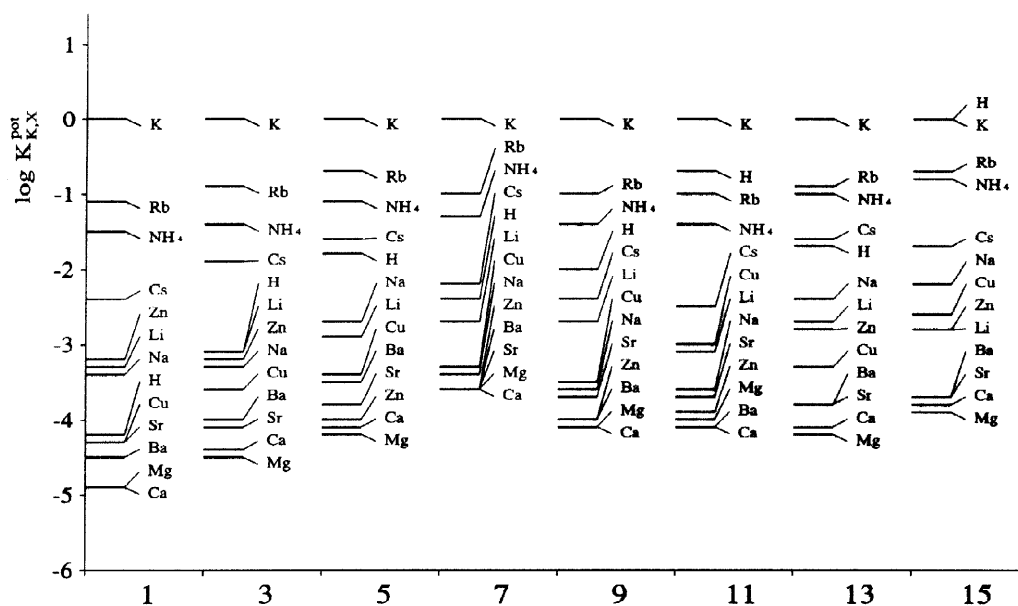 log K^pot_K,X
1
0
-1
-2
-3
-4
-5
-6
K
Rb
NH₄
Cs
Zn
Li
Na
H
Cu
Sr
Ba
Mg
Ca
K
Rb
NH₄
Cs
H
Li
Zn
Na
Cu
Ba
Sr
Ca
Mg
K
Rb
NH₄
Cs
H
Na
Li
Cu
Ba
Sr
Zn
Ca
Mg
K
Rb
NH₄
Cs
H
Li
Cu
Na
Zn
Ba
Sr
Mg
Ca
K
Rb
NH₄
H
Cs
Li
Cu
Na
Sr
Zn
Ba
Mg
Ca
K
H
Rb
NH₄
Cs
Cu
Li
Na
Sr
Zn
Mg
Ba
Ca
K
Rb
NH₄
Cs
H
Na
Li
Zn
Cu
Ba
Sr
Ca
Mg
H
K
Rb
NH₄
Cs
Na
Cu
Zn
Li
Ba
Sr
Ca
Mg
1 3 5 7 9 11 13 15